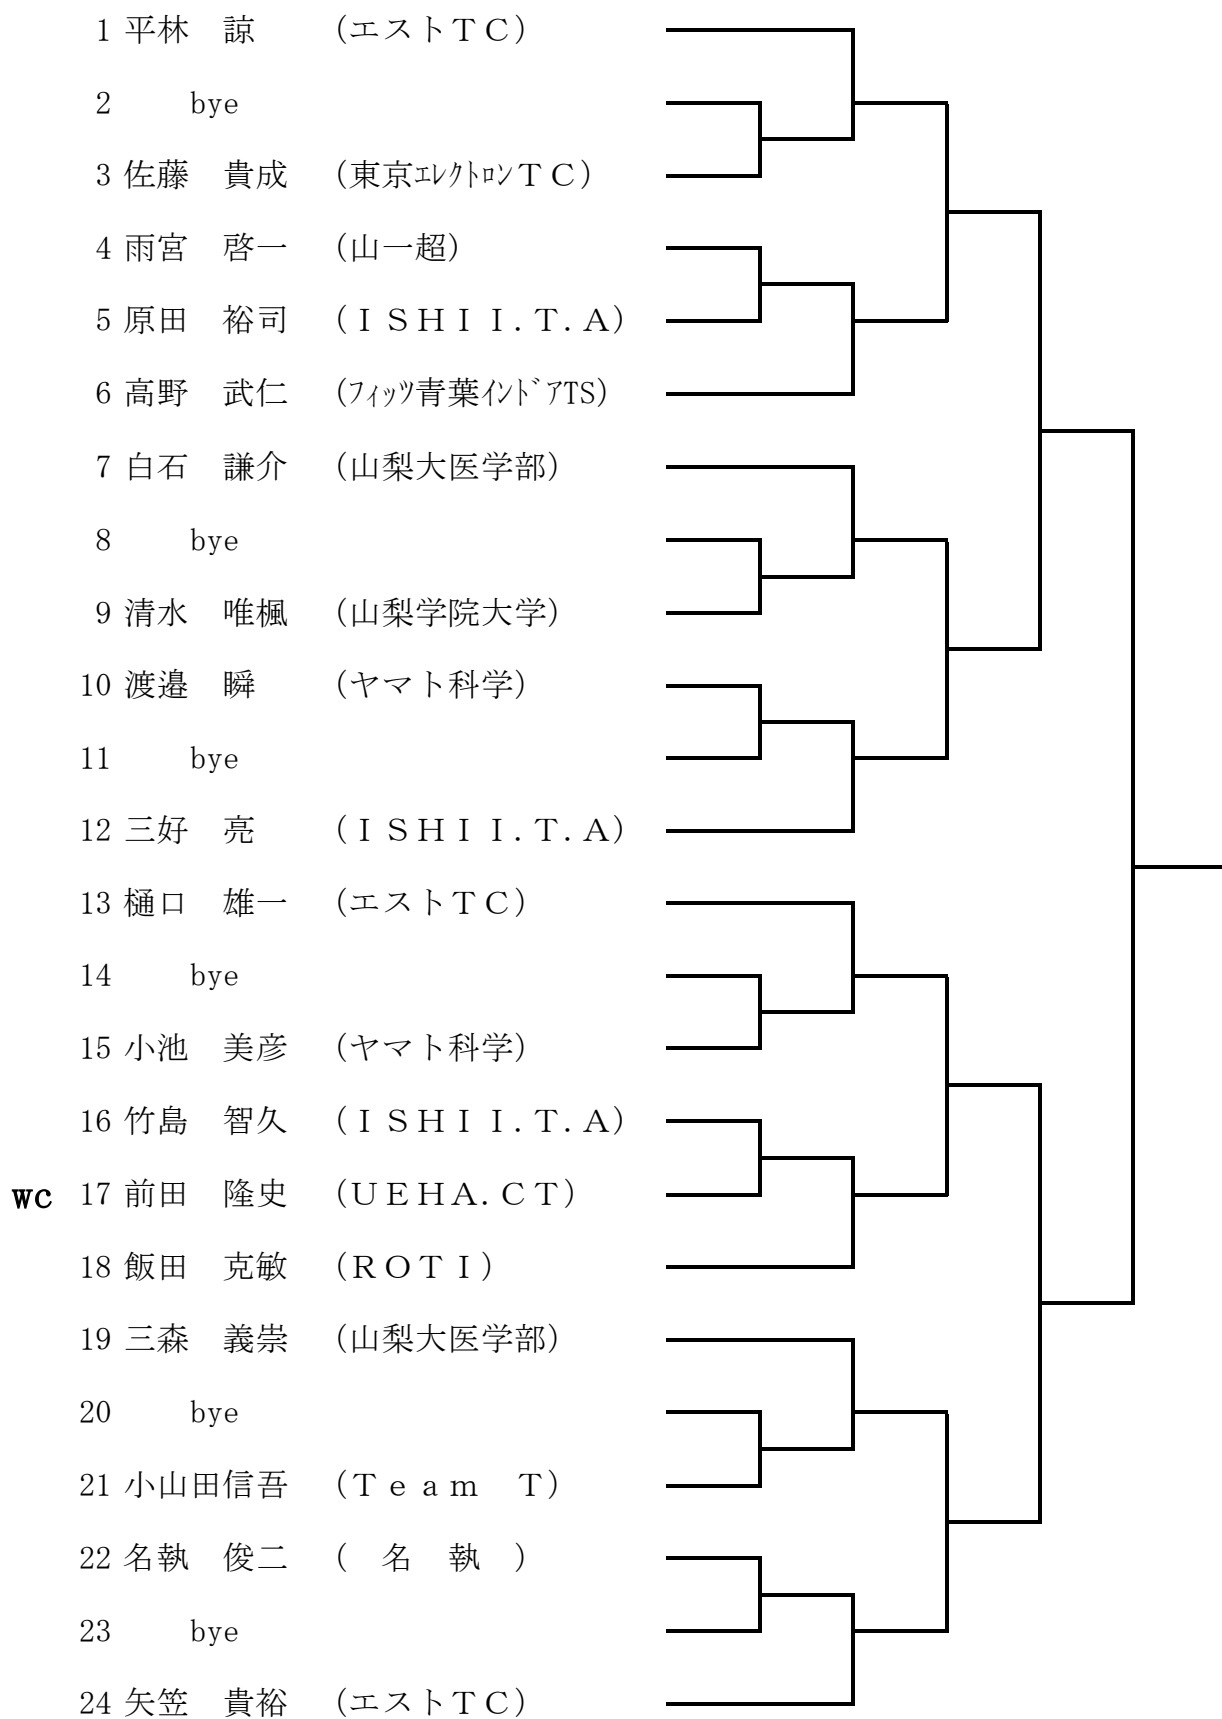 1 平林　諒　（エストＴＣ）
2 bye
3 佐藤　貴成　（東京ｴﾚｸﾄﾛﾝＴＣ）
4 雨宮　啓一　（山一超）
5 原田　裕司　（ＩＳＨＩＩ.Ｔ.Ａ）
6 高野　武仁　（ﾌｨｯﾂ青葉ｲﾝﾄﾞｱTS）
7 白石　謙介　（山梨大医学部）
8 bye
9 清水　唯楓　（山梨学院大学）
10 渡邉　瞬　（ヤマト科学）
11 bye
12 三好　亮　（ＩＳＨＩＩ.Ｔ.Ａ）
13 樋口　雄一　（エストＴＣ）
14 bye
15 小池　美彦　（ヤマト科学）
16 竹島　智久　（ＩＳＨＩＩ.Ｔ.Ａ）
wc 17 前田　隆史　（ＵＥＨＡ.ＣＴ）
18 飯田　克敏　（ＲＯＴＩ）
19 三森　義崇　（山梨大医学部）
20 bye
21 小山田信吾　（Ｔｅａｍ　Ｔ）
22 名執　俊二　（　名　執　）
23 bye
24 矢笠　貴裕　（エストＴＣ）